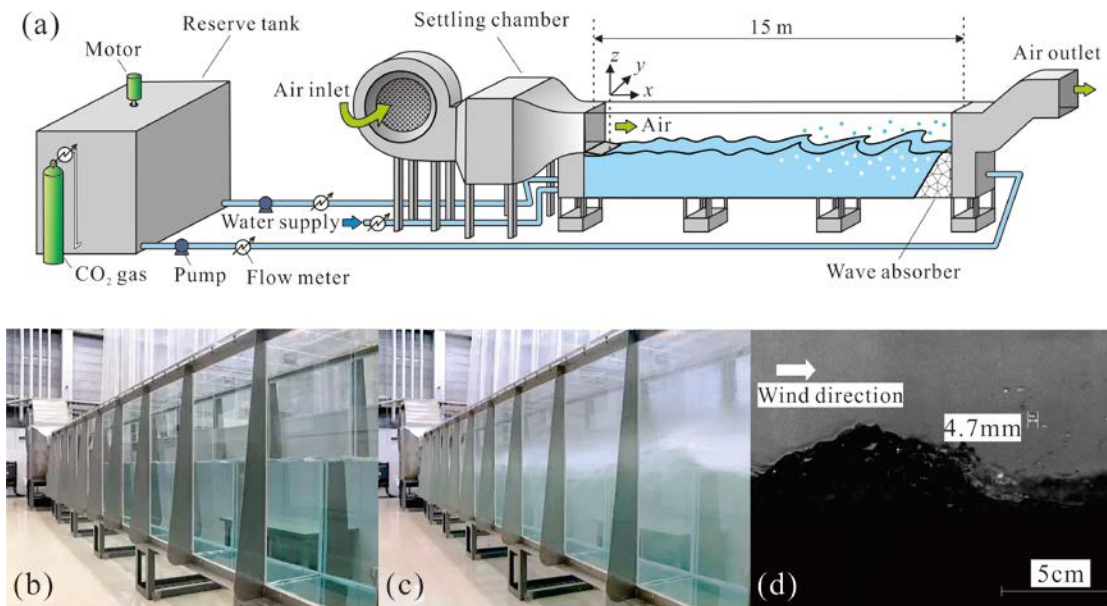 (a)
Reserve tank
Motor
Settling chamber
15 m
Air outlet
Air inlet
z
y
x
Air
Water supply
CO₂ gas
Pump
Flow meter
Wave absorber
(b)
(c)
Wind direction
4.7mm
5cm
(d)